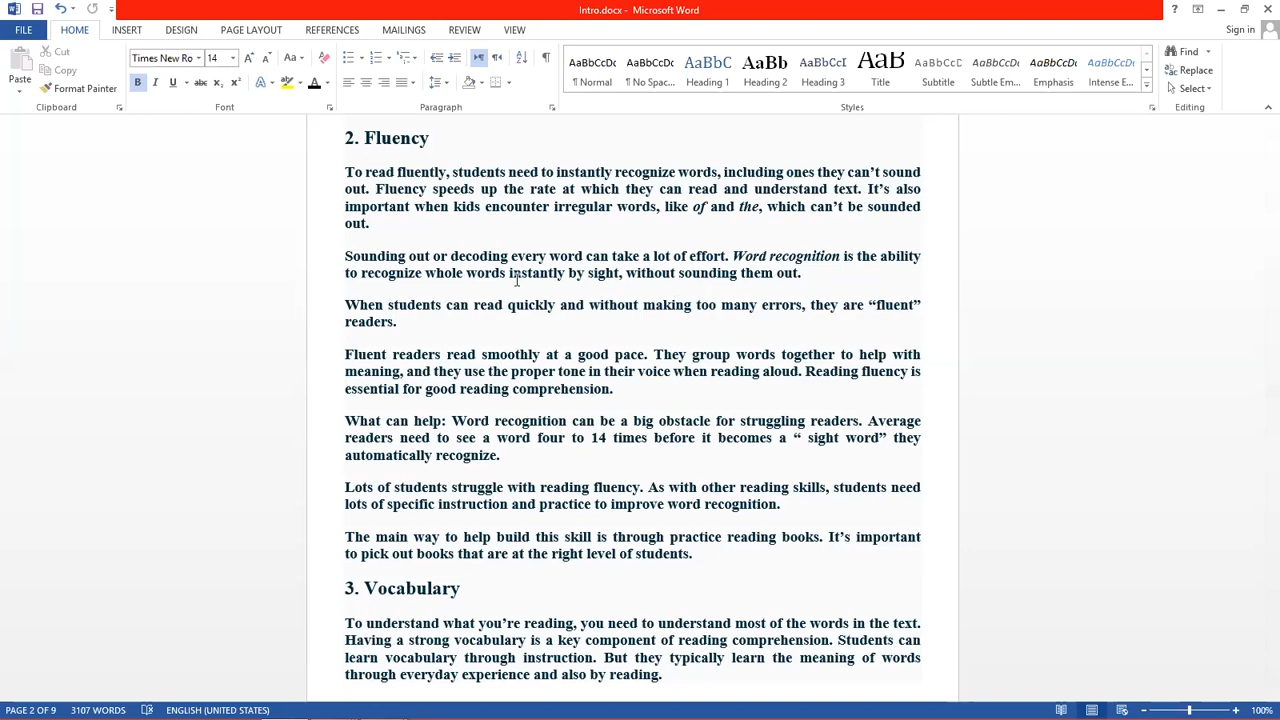 Intro.docx - Microsoft Word
Sign in
FILE HOME INSERT DESIGN PAGE LAYOUT REFERENCES MAILINGS REVIEW VIEW
Paste
Cut
Copy
Format Painter
Clipboard
Times New Ro 14
Font
Paragraph
AaBbCcDc AaBbCcDc AaBbC AaBb AaBbCcI AaB AaBbCcD AaBbCcDı AaBbCcDı AaBbCcDı
¶ Normal ¶ No Spac... Heading 1 Heading 2 Heading 3 Title Subtitle Subtle Em... Emphasis Intense E...
Styles
Find
Replace
Select
Editing
2. Fluency
To read fluently, students need to instantly recognize words, including ones they can’t sound
out. Fluency speeds up the rate at which they can read and understand text. It’s also
important when kids encounter irregular words, like of and the, which can’t be sounded
out.
Sounding out or decoding every word can take a lot of effort. Word recognition is the ability
to recognize whole words instantly by sight, without sounding them out.
When students can read quickly and without making too many errors, they are “fluent”
readers.
Fluent readers read smoothly at a good pace. They group words together to help with
meaning, and they use the proper tone in their voice when reading aloud. Reading fluency is
essential for good reading comprehension.
What can help: Word recognition can be a big obstacle for struggling readers. Average
readers need to see a word four to 14 times before it becomes a “ sight word” they
automatically recognize.
Lots of students struggle with reading fluency. As with other reading skills, students need
lots of specific instruction and practice to improve word recognition.
The main way to help build this skill is through practice reading books. It’s important
to pick out books that are at the right level of students.
3. Vocabulary
To understand what you’re reading, you need to understand most of the words in the text.
Having a strong vocabulary is a key component of reading comprehension. Students can
learn vocabulary through instruction. But they typically learn the meaning of words
through everyday experience and also by reading.
PAGE 2 OF 9 3107 WORDS ENGLISH (UNITED STATES) 100%